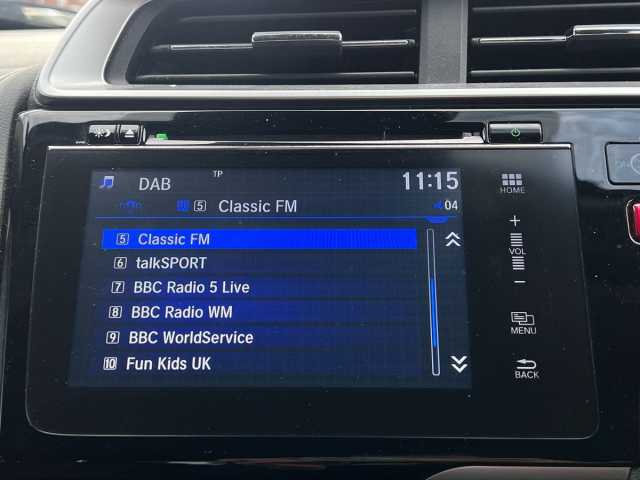 TP
DAB
11:15
HOME
5 Classic FM
04
5 Classic FM
6 talkSPORT
7 BBC Radio 5 Live
8 BBC Radio WM
9 BBC WorldService
10 Fun Kids UK
+
VOL
-
MENU
BACK